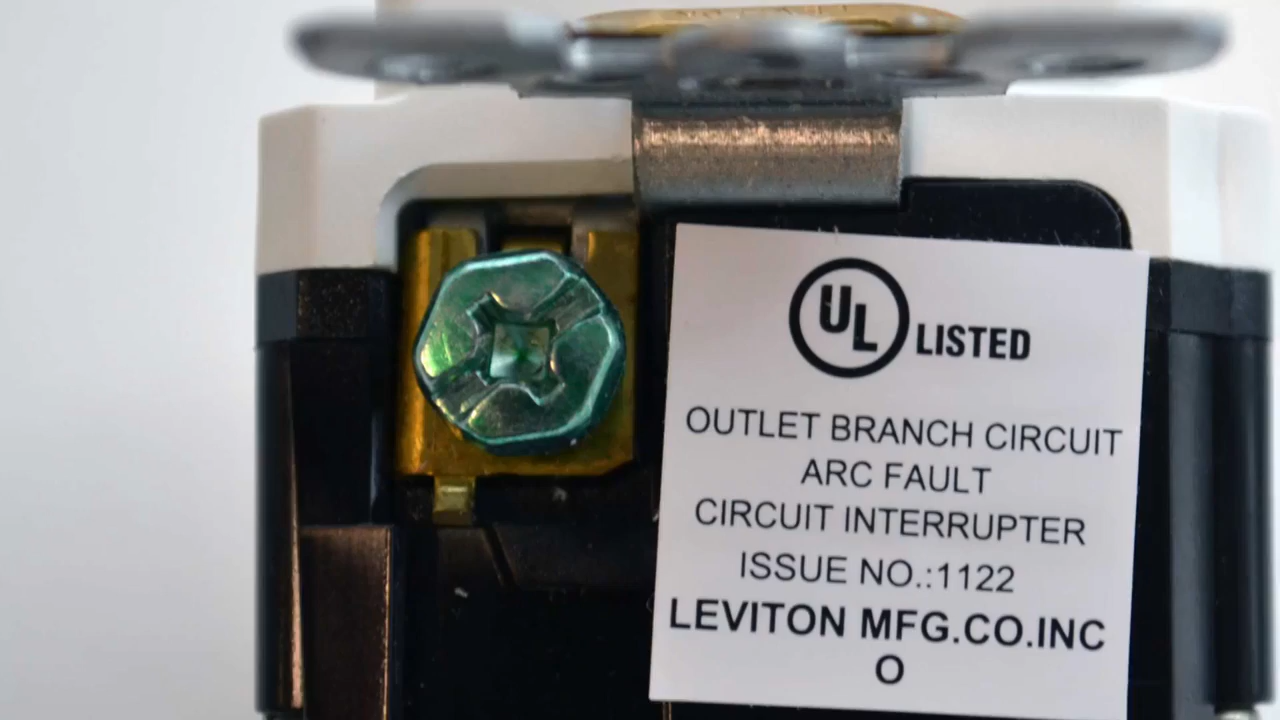 UL LISTED
OUTLET BRANCH CIRCUIT
ARC FAULT
CIRCUIT INTERRUPTER
ISSUE NO.:1122
LEVITON MFG.CO.INC
O